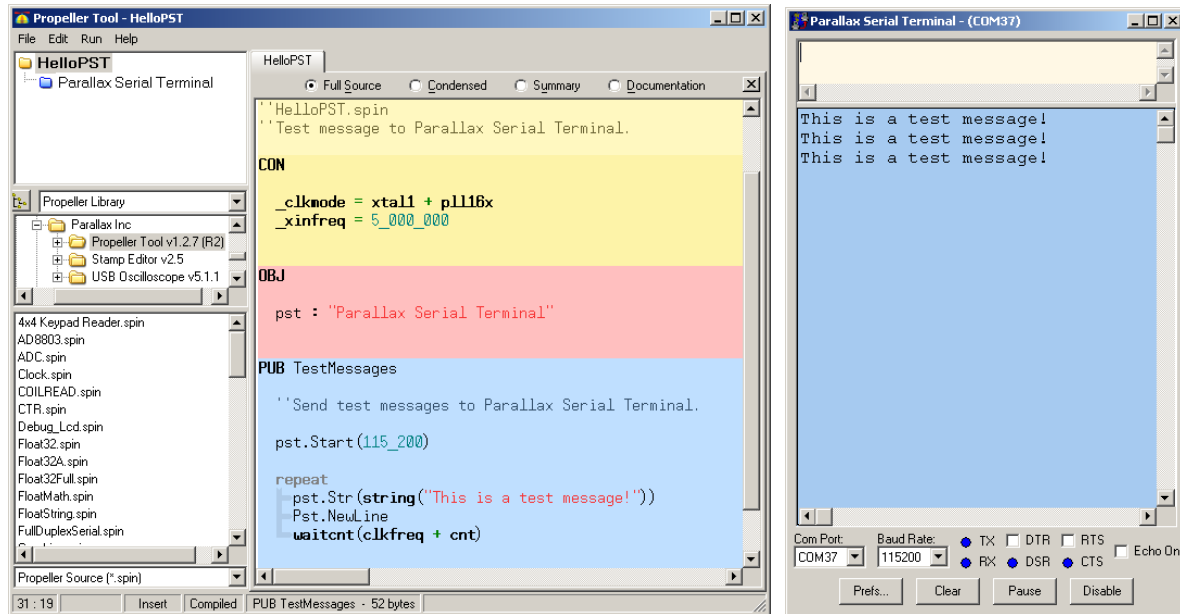 Propeller Tool - HelloPST
File Edit Run Help
HelloPST
Parallax Serial Terminal
Propeller Library
Parallax Inc
Propeller Tool v1.2.7 (R2)
Stamp Editor v2.5
USB Oscilloscope v5.1.1
4x4 Keypad Reader.spin
AD8803.spin
ADC.spin
Clock.spin
COILREAD.spin
CTR.spin
Debug_Lcd.spin
Float32.spin
Float32A.spin
Float32Full.spin
FloatMath.spin
FloatString.spin
FullDuplexSerial.spin
Propeller Source (*.spin)
HelloPST
Full Source Condensed Summary Documentation
''HelloPST.spin
''Test message to Parallax Serial Terminal.
CON
_clkmode = xtal1 + pll16x
_xinfreq = 5_000_000
OBJ
pst : "Parallax Serial Terminal"
PUB TestMessages
''Send test messages to Parallax Serial Terminal.
pst.Start(115_200)
repeat
pst.Str(string("This is a test message!"))
Pst.NewLine
waitcnt(clkfreq + cnt)
31 : 19 Insert Compiled PUB TestMessages - 52 bytes
Parallax Serial Terminal - (COM37)
This is a test message!
This is a test message!
This is a test message!
Com Port: Baud Rate: TX DTR RTS
COM37 115200 RX DSR CTS Echo On
Prefs... Clear Pause Disable